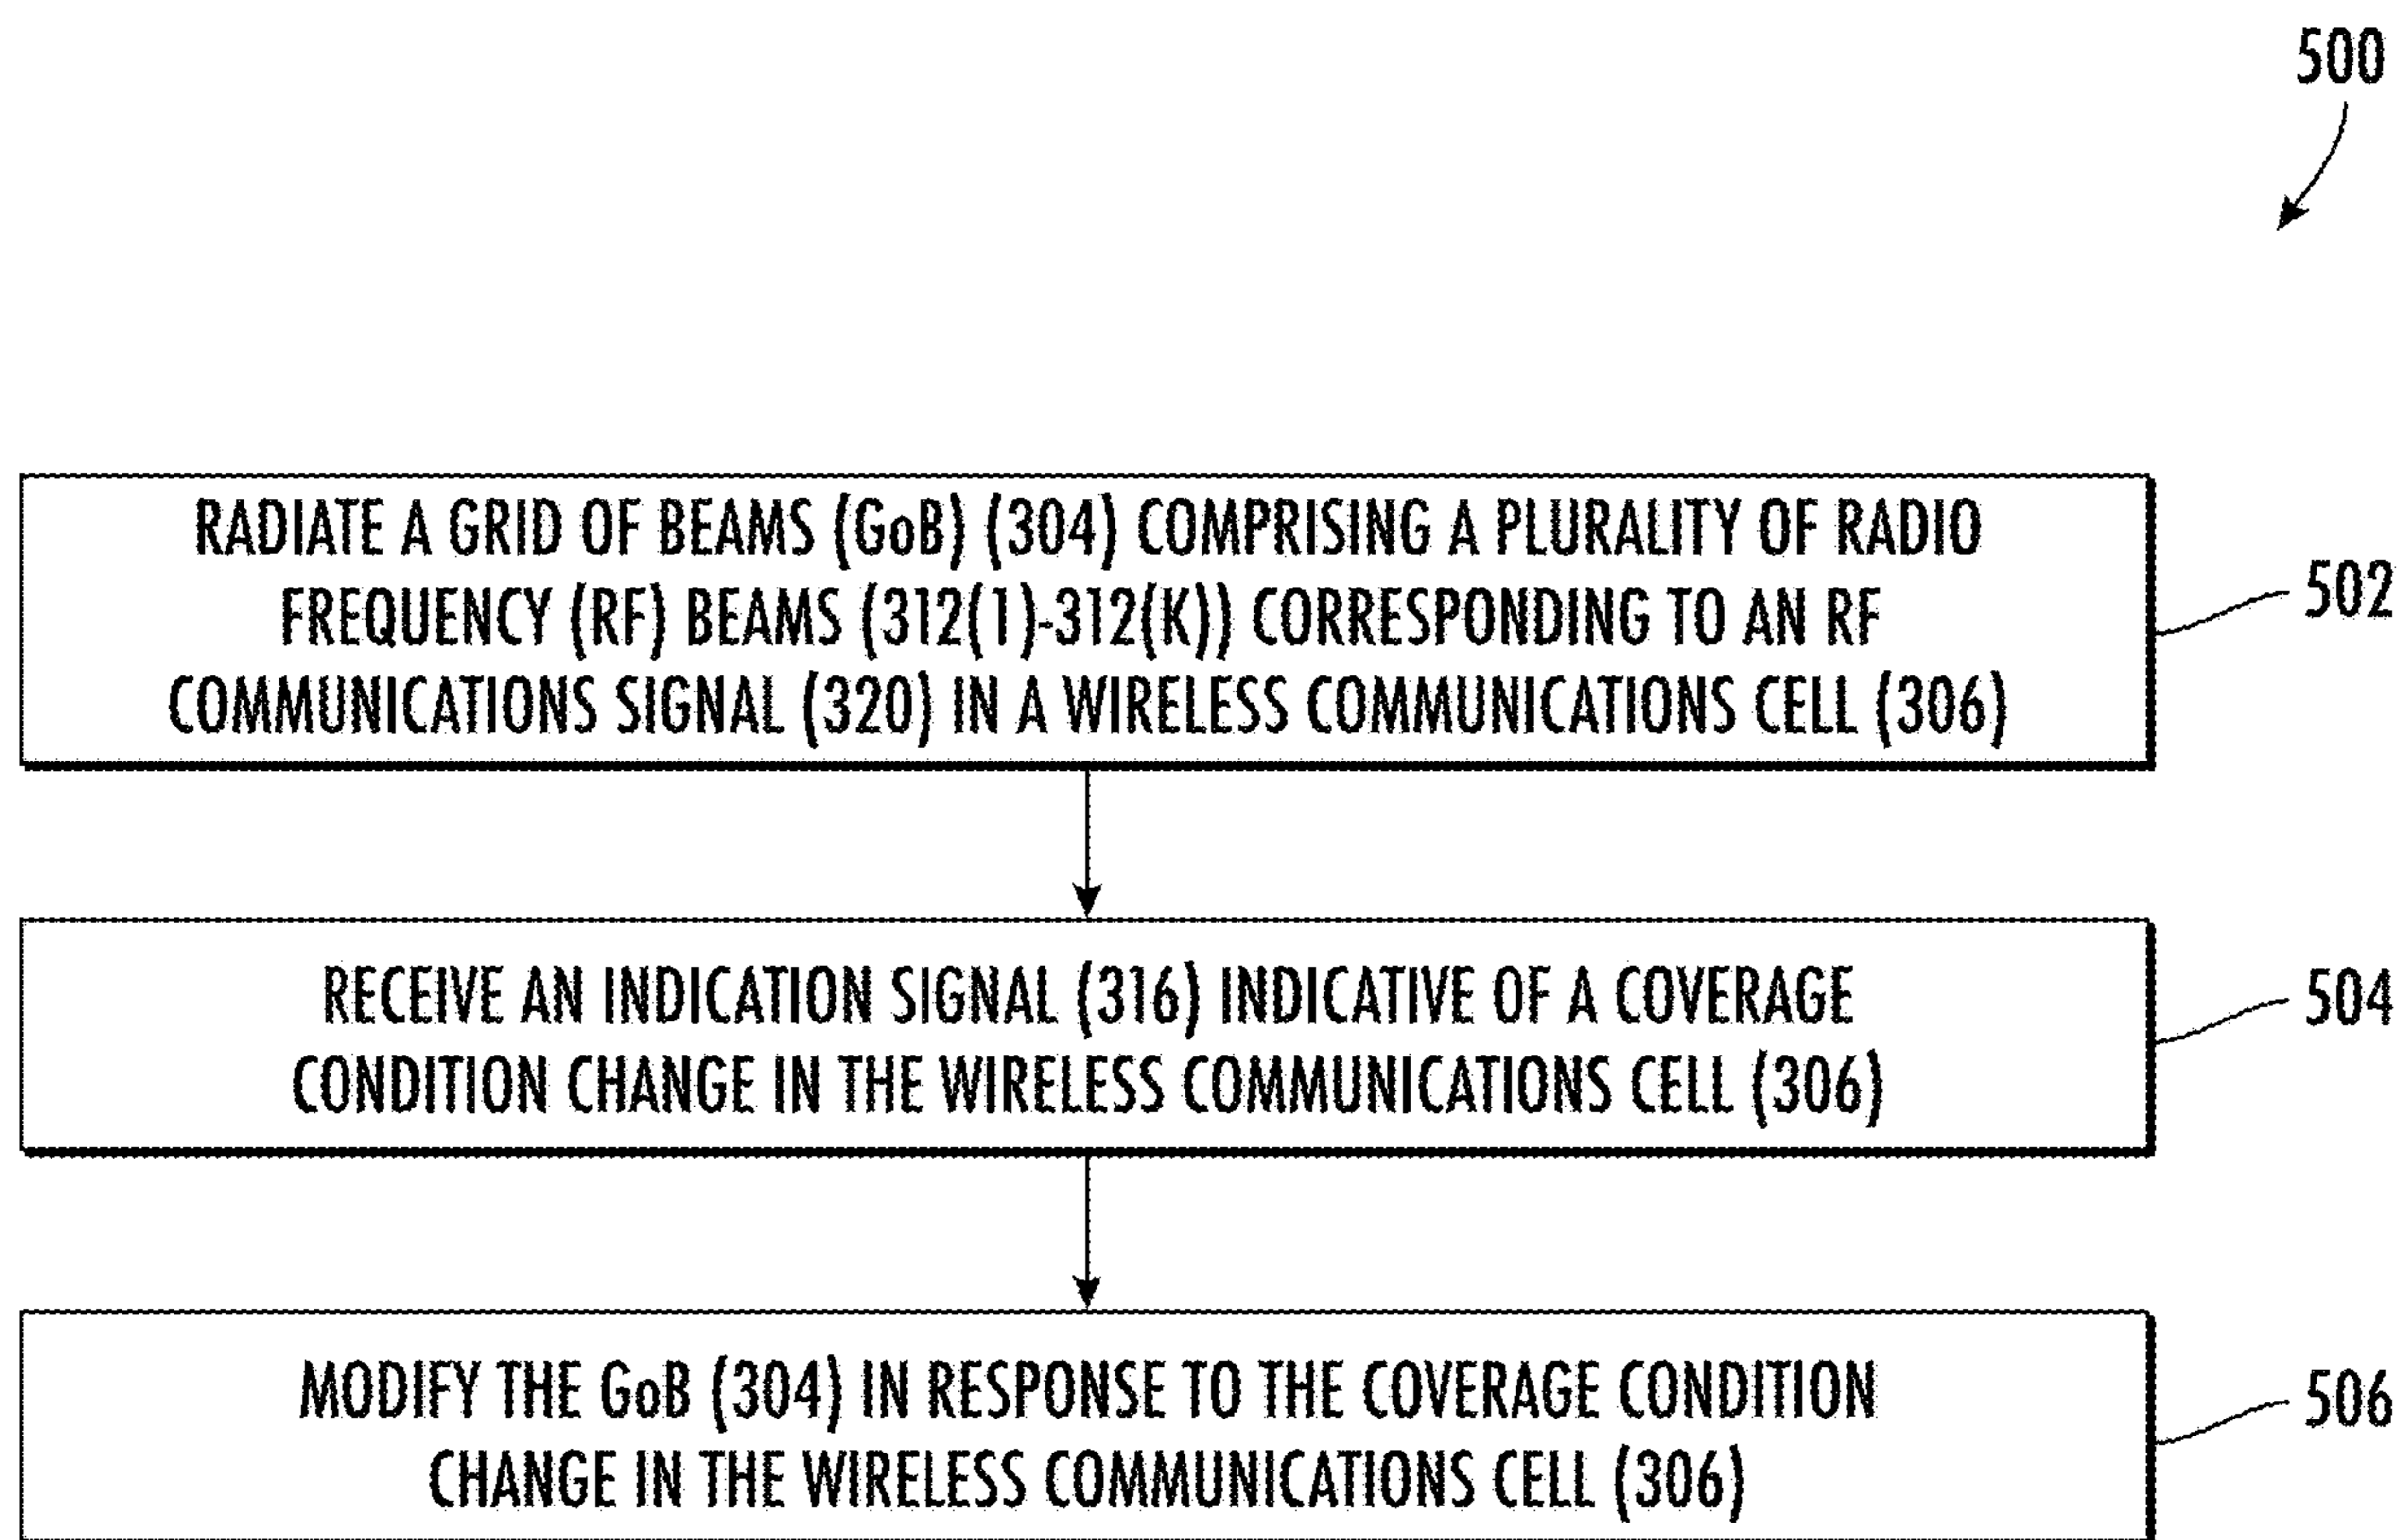 500
RADIATE A GRID OF BEAMS (GoB) (304) COMPRISING A PLURALITY OF RADIO
FREQUENCY (RF) BEAMS (312(1)-312(K)) CORRESPONDING TO AN RF
COMMUNICATIONS SIGNAL (320) IN A WIRELESS COMMUNICATIONS CELL (306)
502
RECEIVE AN INDICATION SIGNAL (316) INDICATIVE OF A COVERAGE
CONDITION CHANGE IN THE WIRELESS COMMUNICATIONS CELL (306)
504
MODIFY THE GoB (304) IN RESPONSE TO THE COVERAGE CONDITION
CHANGE IN THE WIRELESS COMMUNICATIONS CELL (306)
506